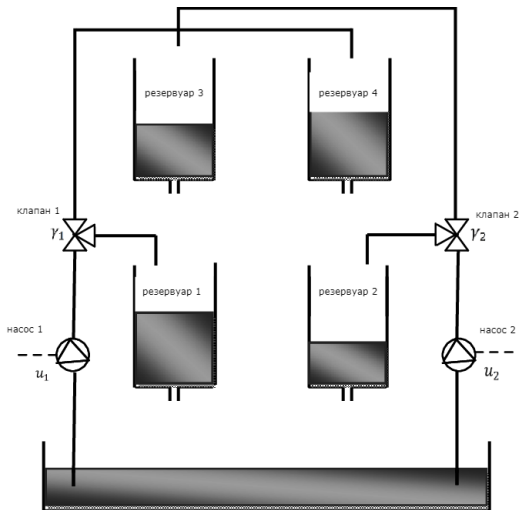 резервуар 3
резервуар 4
клапан 1
клапан 2
γ₁
γ₂
резервуар 1
резервуар 2
насос 1
насос 2
u₁
u₂